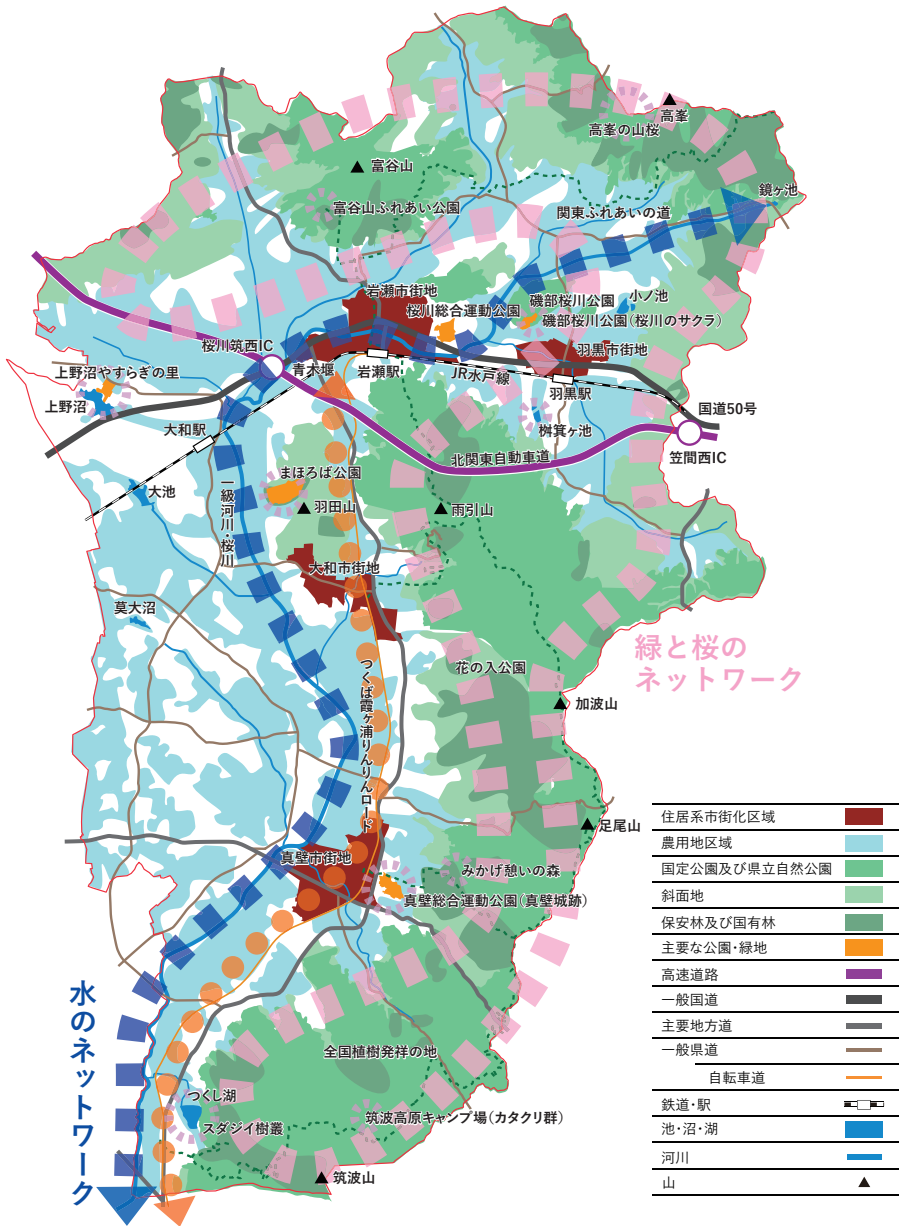 高峯
高峯の山桜
富谷山
鏡ヶ池
富谷山ふれあい公園
関東ふれあいの道
岩瀬市街地
小ノ池
磯部桜川公園
桜川総合運動公園
磯部桜川公園(桜川のサクラ)
桜川筑西IC
羽黒市街地
青木堰
岩瀬駅
JR水戸線
上野沼やすらぎの里
羽黒駅
上野沼
国道50号
大和駅
桝箕ヶ池
笠間西IC
北関東自動車道
まほろば公園
大池
一級河川・桜川
羽田山
雨引山
大和市街地
莫大沼
緑と桜の
ネットワーク
花の入公園
つくば霞ヶ浦りんりんロード
加波山
足尾山
真壁市街地
みかげ憩いの森
真壁総合運動公園(真壁城跡)
水のネットワーク
全国植樹発祥の地
つくし湖
筑波高原キャンプ場(カタクリ群)
スダジイ樹叢
筑波山
住居系市街化区域
農用地区域
国定公園及び県立自然公園
斜面地
保安林及び国有林
主要な公園・緑地
高速道路
一般国道
主要地方道
一般県道
自転車道
鉄道・駅
池・沼・湖
河川
山